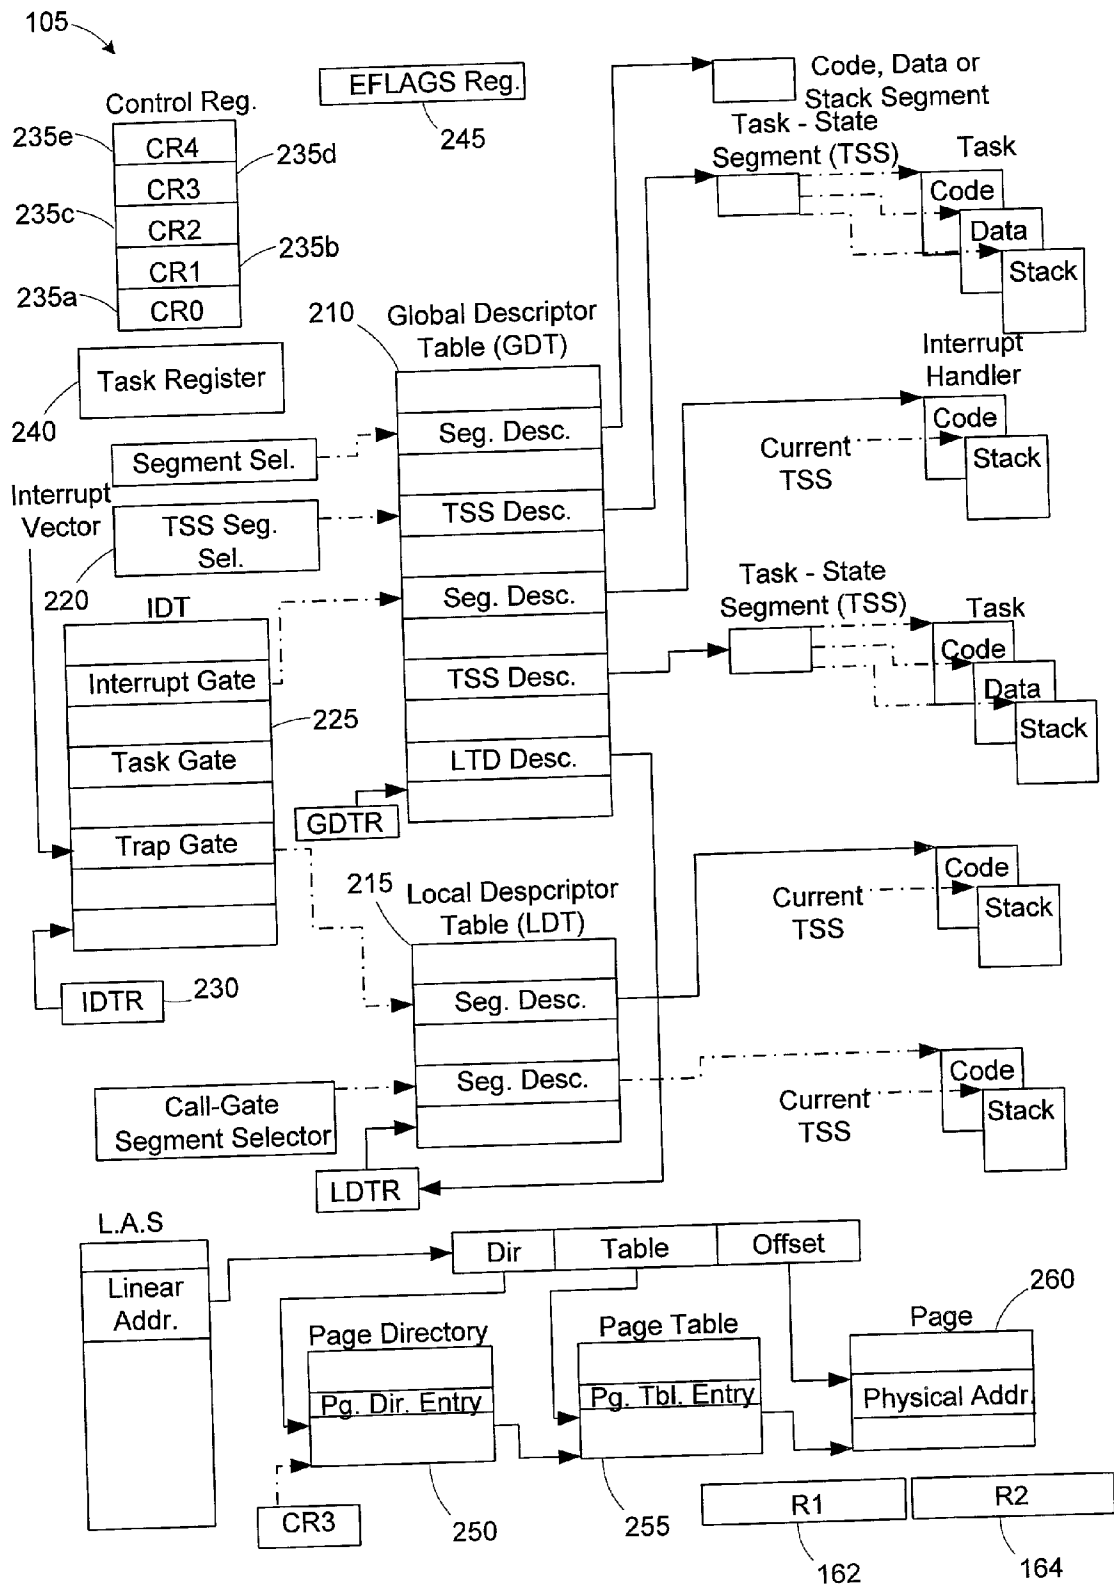 105
Control Reg.
EFLAGS Reg.
245
Code, Data or
Stack Segment
235e
CR4
235d
CR3
235c
CR2
235b
CR1
235a
CR0
Task - State
Segment (TSS)
Task
Code
Data
Stack
Task Register
240
210
Global Descriptor
Table (GDT)
Interrupt
Handler
Code
Stack
Current
TSS
Segment Sel.
Seg. Desc.
Interrupt
Vector
TSS Seg.
Sel.
TSS Desc.
220
IDT
Seg. Desc.
Task - State
Segment (TSS)
Task
Code
Data
Stack
Interrupt Gate
TSS Desc.
225
Task Gate
LTD Desc.
GDTR
Trap Gate
215
Local Despcriptor
Table (LDT)
Current
TSS
Code
Stack
IDTR
230
Seg. Desc.
Seg. Desc.
Call-Gate
Segment Selector
Current
TSS
Code
Stack
LDTR
L.A.S
Linear
Addr.
Dir
Table
Offset
260
Page Directory
Page Table
Page
Pg. Dir. Entry
Pg. Tbl. Entry
Physical Addr.
CR3
250
255
R1
R2
162
164